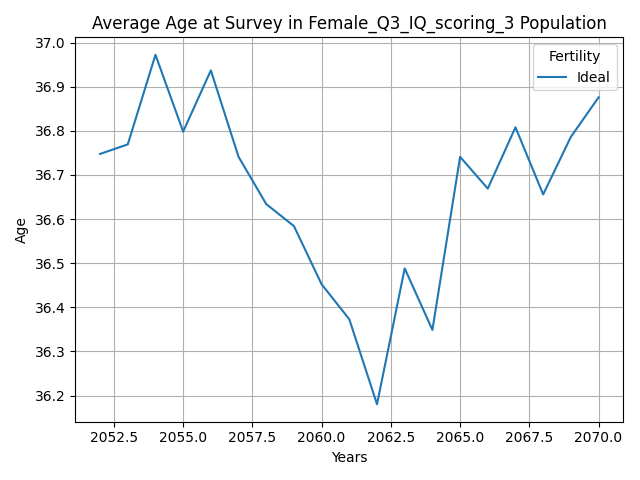 Average Age at Survey in Female_Q3_IQ_scoring_3 Population
37.0
36.9
36.8
36.7
36.6
36.5
36.4
36.3
36.2
Age
Fertility
Ideal
2052.5 2055.0 2057.5 2060.0 2062.5 2065.0 2067.5 2070.0
Years